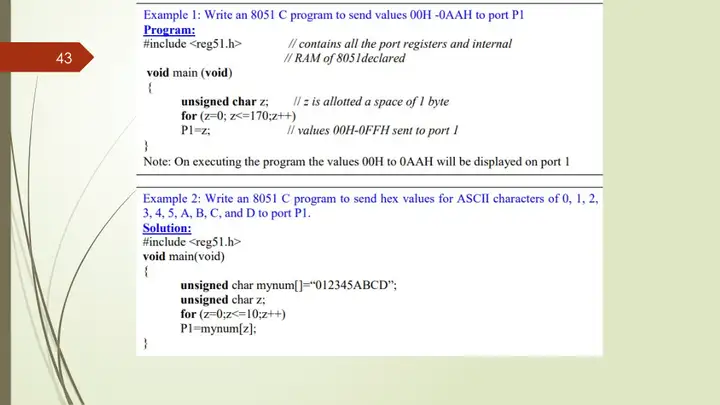 43
Example 1: Write an 8051 C program to send values 00H -0AAH to port P1
Program:
#include <reg51.h> // contains all the port registers and internal
// RAM of 8051declared
void main (void)
{
unsigned char z; // z is allotted a space of 1 byte
for (z=0; z<=170;z++)
P1=z; // values 00H-0FFH sent to port 1
}
Note: On executing the program the values 00H to 0AAH will be displayed on port 1
Example 2: Write an 8051 C program to send hex values for ASCII characters of 0, 1, 2,
3, 4, 5, A, B, C, and D to port P1.
Solution:
#include <reg51.h>
void main(void)
{
unsigned char mynum[]=“012345ABCD”;
unsigned char z;
for (z=0;z<=10;z++)
P1=mynum[z];
}